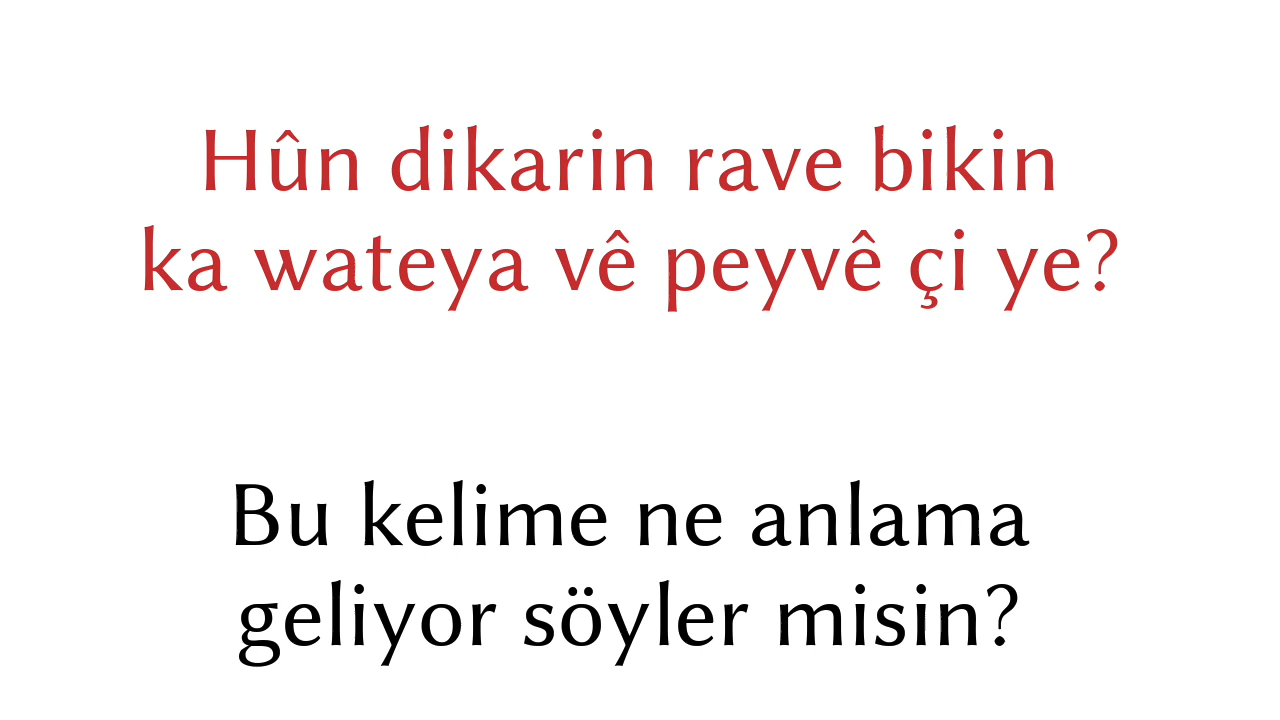 Hûn dikarin rave bikin
ka wateya vê peyvê çi ye?
Bu kelime ne anlama
geliyor söyler misin?